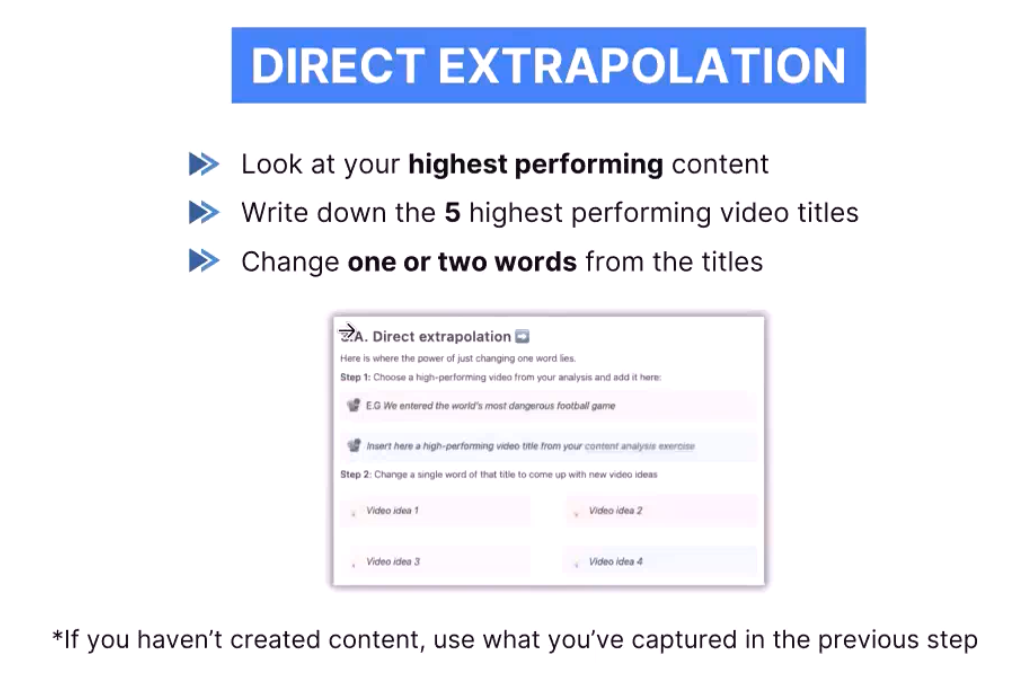 DIRECT EXTRAPOLATION
Look at your highest performing content
Write down the 5 highest performing video titles
Change one or two words from the titles
A. Direct extrapolation
Here is where the power of just changing one word lies.
Step 1: Choose a high-performing video from your analysis and add it here:
E.G We entered the world's most dangerous football game
Insert here a high-performing video title from your content analysis exercise
Step 2: Change a single word of that title to come up with new video ideas
Video idea 1
Video idea 2
Video idea 3
Video idea 4
*If you haven't created content, use what you've captured in the previous step